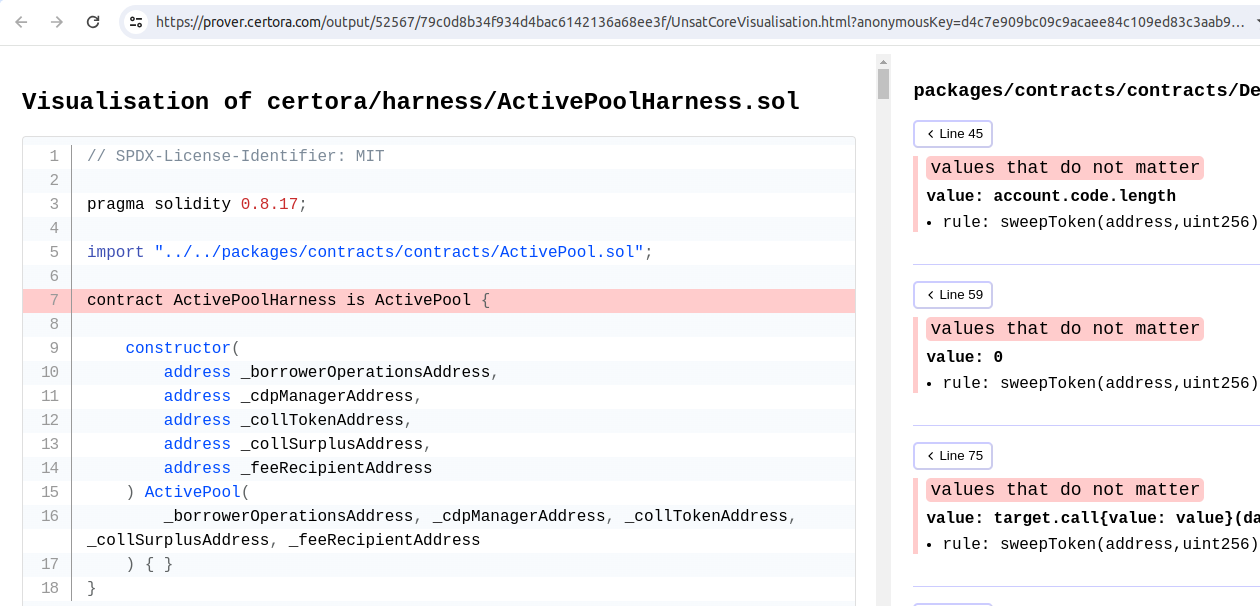 https://prover.certora.com/output/52567/79c0d8b34f934d4bac6142136a68ee3f/UnsatCoreVisualisation.html?anonymousKey=d4c7e909bc09c9acaee84c109ed83c3aab9...
Visualisation of certora/harness/ActivePoolHarness.sol
1 // SPDX-License-Identifier: MIT
2
3 pragma solidity 0.8.17;
4
5 import "../../packages/contracts/contracts/ActivePool.sol";
6
7 contract ActivePoolHarness is ActivePool {
8
9 constructor(
10 address _borrowerOperationsAddress,
11 address _cdpManagerAddress,
12 address _collTokenAddress,
13 address _collSurplusAddress,
14 address _feeRecipientAddress
15 ) ActivePool(
16 _borrowerOperationsAddress, _cdpManagerAddress, _collTokenAddress,
_collSurplusAddress, _feeRecipientAddress
17 ) { }
18 }
packages/contracts/contracts/De
< Line 45
values that do not matter
value: account.code.length
• rule: sweepToken(address,uint256)
< Line 59
values that do not matter
value: 0
• rule: sweepToken(address,uint256)
< Line 75
values that do not matter
value: target.call{value: value}(da
• rule: sweepToken(address,uint256)